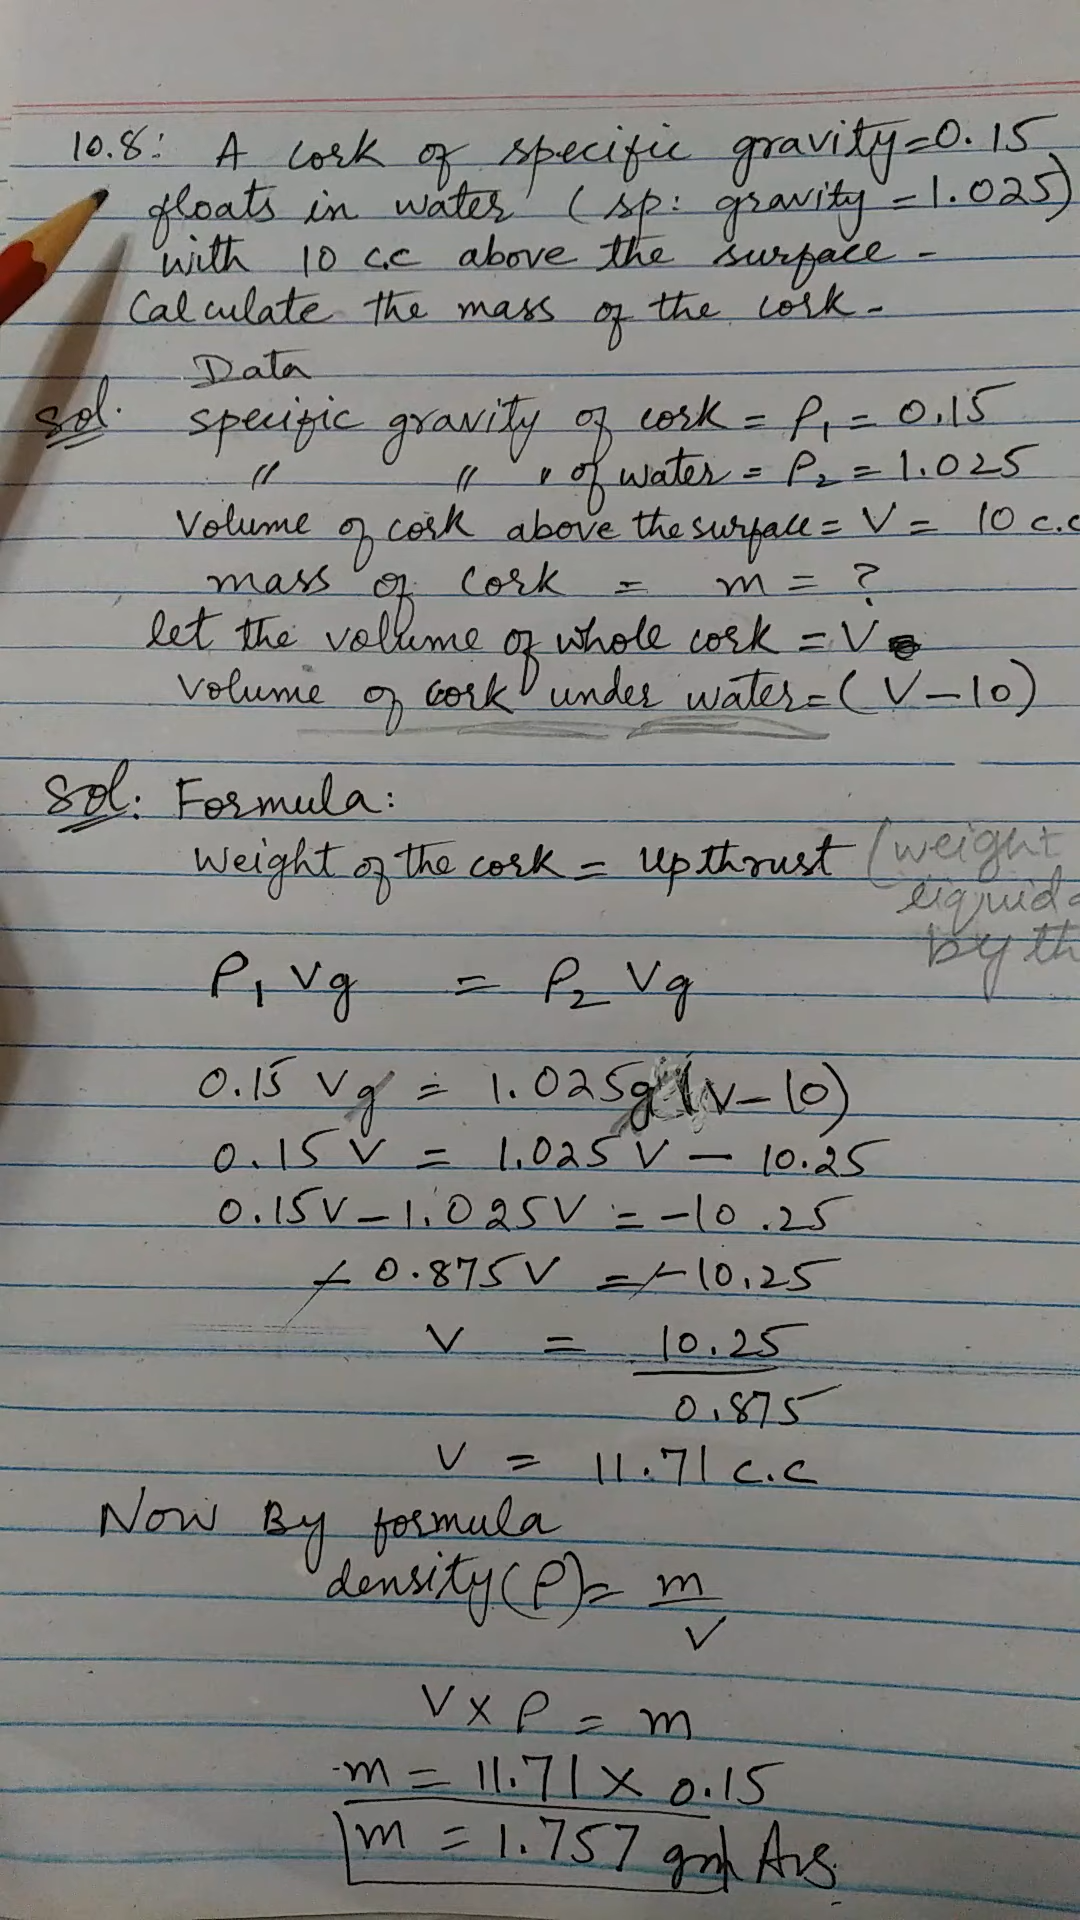 10.8: A cork of specific gravity=0.15
floats in water (sp: gravity = 1.025)
with 10 c.c above the surface -
Calculate the mass of the cork -
Data
Sol. specific gravity of cork = ρ₁ = 0.15
〃 〃 〃 of water = ρ₂ = 1.025
Volume of cork above the surface = V = 10 c.c
mass of cork = m = ?
let the volume of whole cork = V
Volume of cork under water = (V-10)
Sol: Formula:
Weight of the cork = Upthrust (weight
liquid
by th
ρ₁ Vg = ρ₂ Vg
0.15 Vg = 1.025g (V-10)
0.15 V = 1.025 V - 10.25
0.15V - 1.025V = -10.25
- 0.875V = -10.25
V = 10.25
0.875
V = 11.71 c.c
Now By formula
density(ρ) = m
V
V x ρ = m
m = 11.71 x 0.15
m = 1.757 gm Ans.